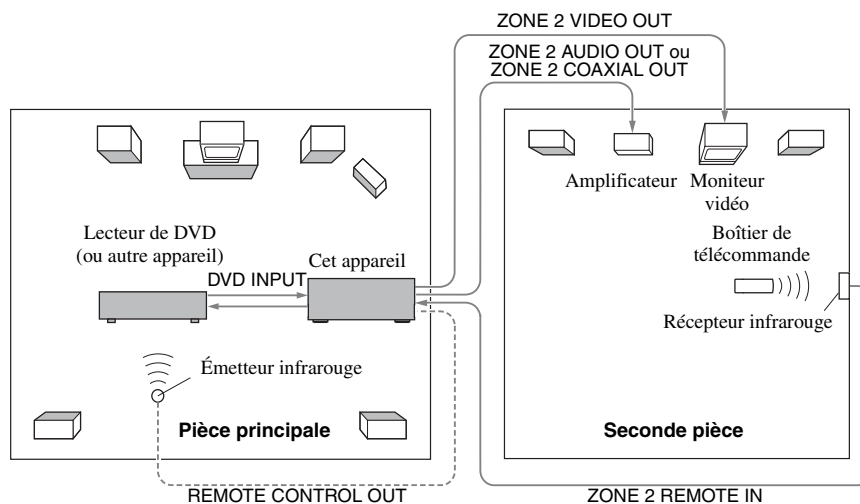 ZONE 2 VIDEO OUT
ZONE 2 AUDIO OUT ou
ZONE 2 COAXIAL OUT
Amplificateur
Moniteur
vidéo
Lecteur de DVD
(ou autre appareil)
Cet appareil
DVD INPUT
Boîtier de
télécommande
Récepteur infrarouge
Émetteur infrarouge
Pièce principale
Seconde pièce
REMOTE CONTROL OUT
ZONE 2 REMOTE IN